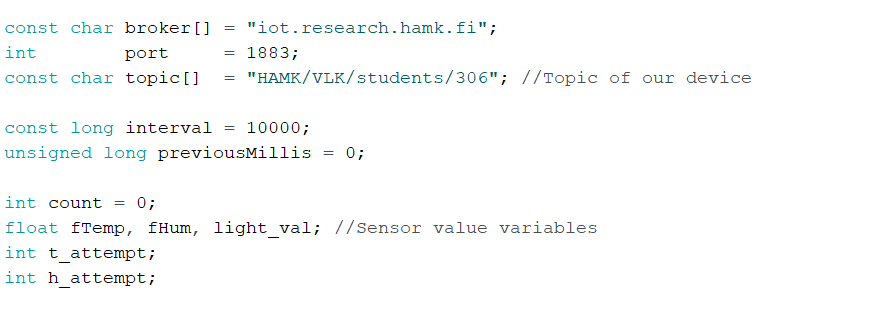 const char broker[] = "iot.research.hamk.fi";
int        port     = 1883;
const char topic[]  = "HAMK/VLK/students/306"; //Topic of our device
const long interval = 10000;
unsigned long previousMillis = 0;
int count = 0;
float fTemp, fHum, light_val; //Sensor value variables
int t_attempt;
int h_attempt;